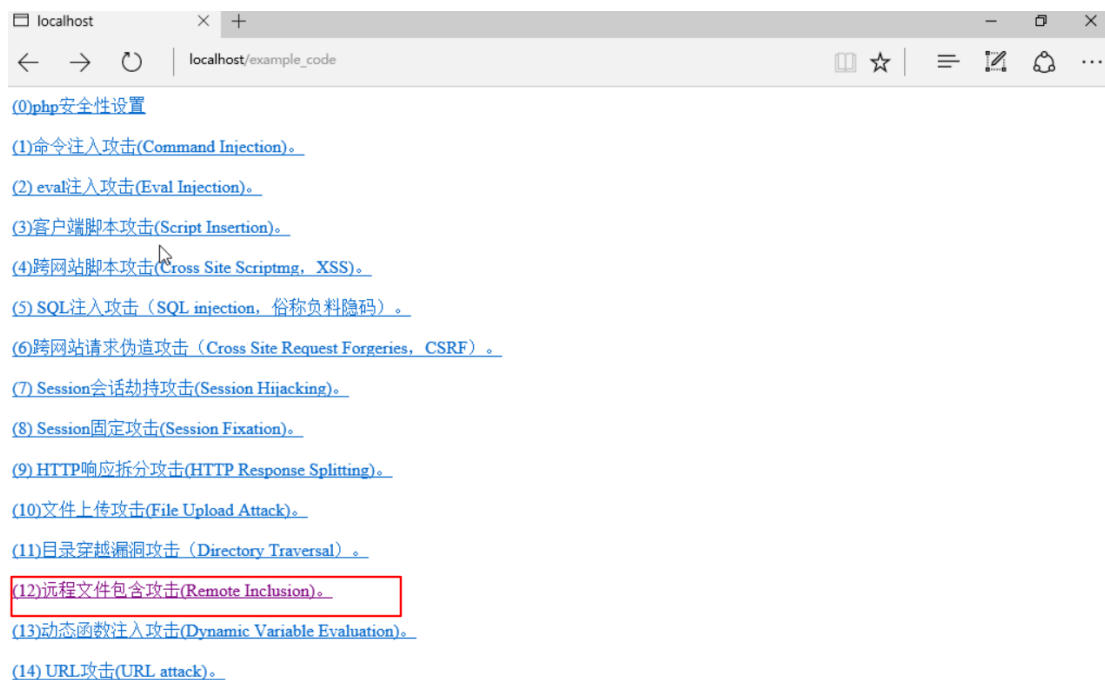 localhost
localhost/example_code
(0)php安全性设置
(1)命令注入攻击(Command Injection)。
(2) eval注入攻击(Eval Injection)。
(3)客户端脚本攻击(Script Insertion)。
(4)跨网站脚本攻击(Cross Site Scriptmg，XSS)。
(5) SQL注入攻击（SQL injection，俗称负料隐码）。
(6)跨网站请求伪造攻击（Cross Site Request Forgeries，CSRF）。
(7) Session会话劫持攻击(Session Hijacking)。
(8) Session固定攻击(Session Fixation)。
(9) HTTP响应拆分攻击(HTTP Response Splitting)。
(10)文件上传攻击(File Upload Attack)。
(11)目录穿越漏洞攻击（Directory Traversal）。
(12)远程文件包含攻击(Remote Inclusion)。
(13)动态函数注入攻击(Dynamic Variable Evaluation)。
(14) URL攻击(URL attack)。